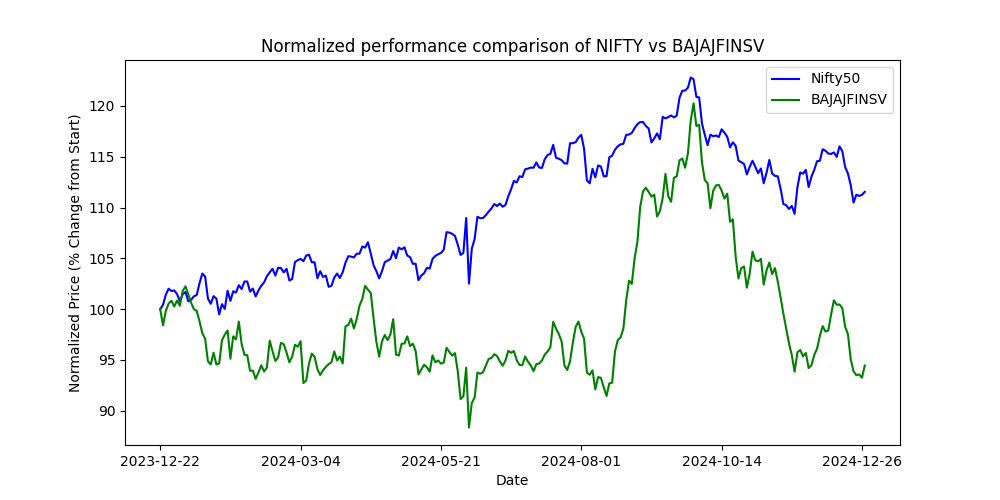 Normalized performance comparison of NIFTY vs BAJAJFINSV
Nifty50
BAJAJFINSV
Normalized Price (% Change from Start)
120
115
110
105
100
95
90
2023-12-22 2024-03-04 2024-05-21 2024-08-01 2024-10-14 2024-12-26
Date